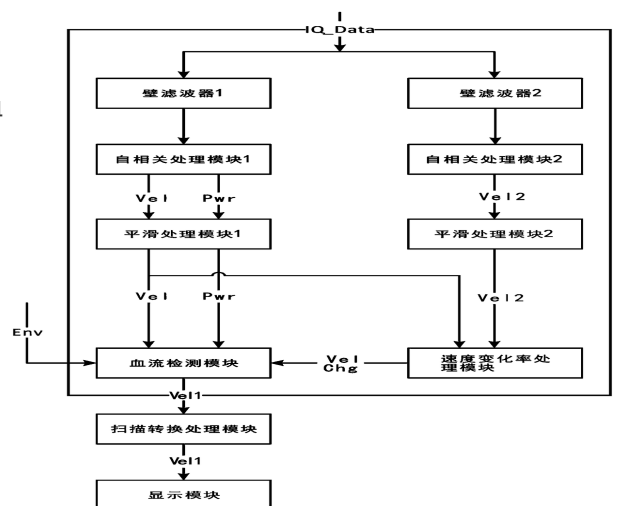 IQ_Data
壁滤波器1
壁滤波器2
自相关处理模块1
自相关处理模块2
Vel
Pwr
Vel2
平滑处理模块1
平滑处理模块2
Vel
Pwr
Vel2
Env
血流检测模块
Vel
Chg
速度变化率处
理模块
Vel1
扫描转换处理模块
Vel1
显示模块